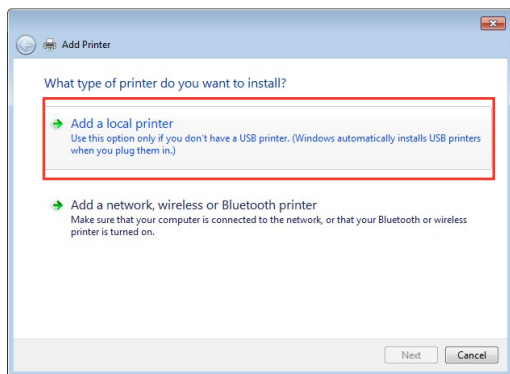 Add Printer
What type of printer do you want to install?
Add a local printer
Use this option only if you don't have a USB printer. (Windows automatically installs USB printers
when you plug them in.)
Add a network, wireless or Bluetooth printer
Make sure that your computer is connected to the network, or that your Bluetooth or wireless
printer is turned on.
Next Cancel